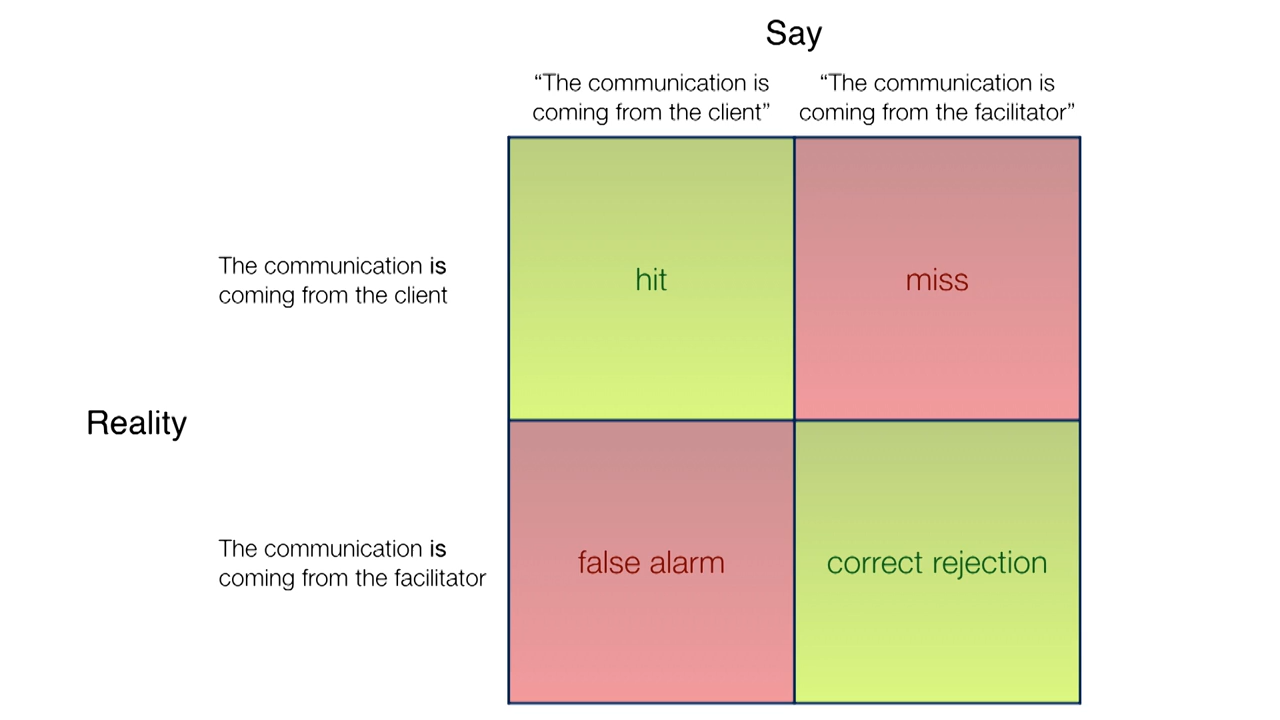 Say
“The communication is
coming from the client”
“The communication is
coming from the facilitator”
The communication is
coming from the client
hit
miss
Reality
The communication is
coming from the facilitator
false alarm
correct rejection